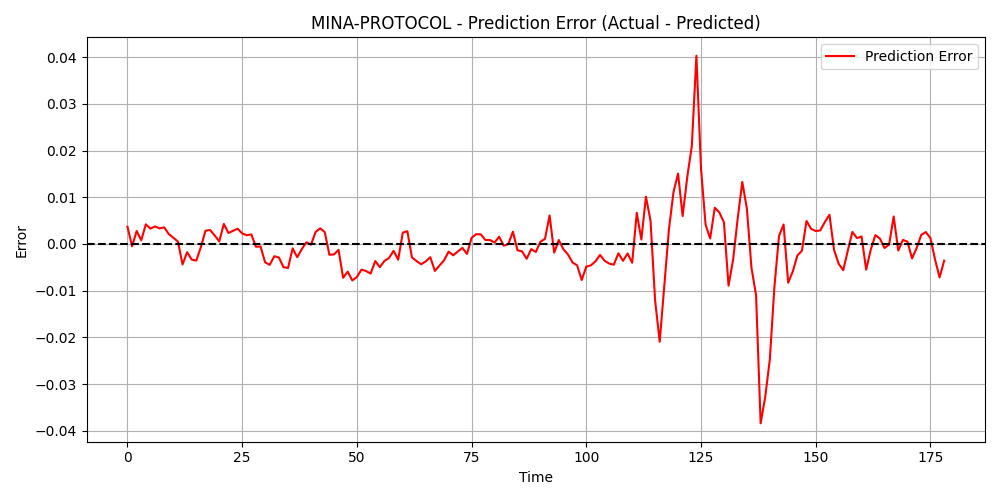 MINA-PROTOCOL - Prediction Error (Actual - Predicted)
Prediction Error
0.04
0.03
0.02
0.01
0.00
−0.01
−0.02
−0.03
−0.04
Error
0 25 50 75 100 125 150 175
Time